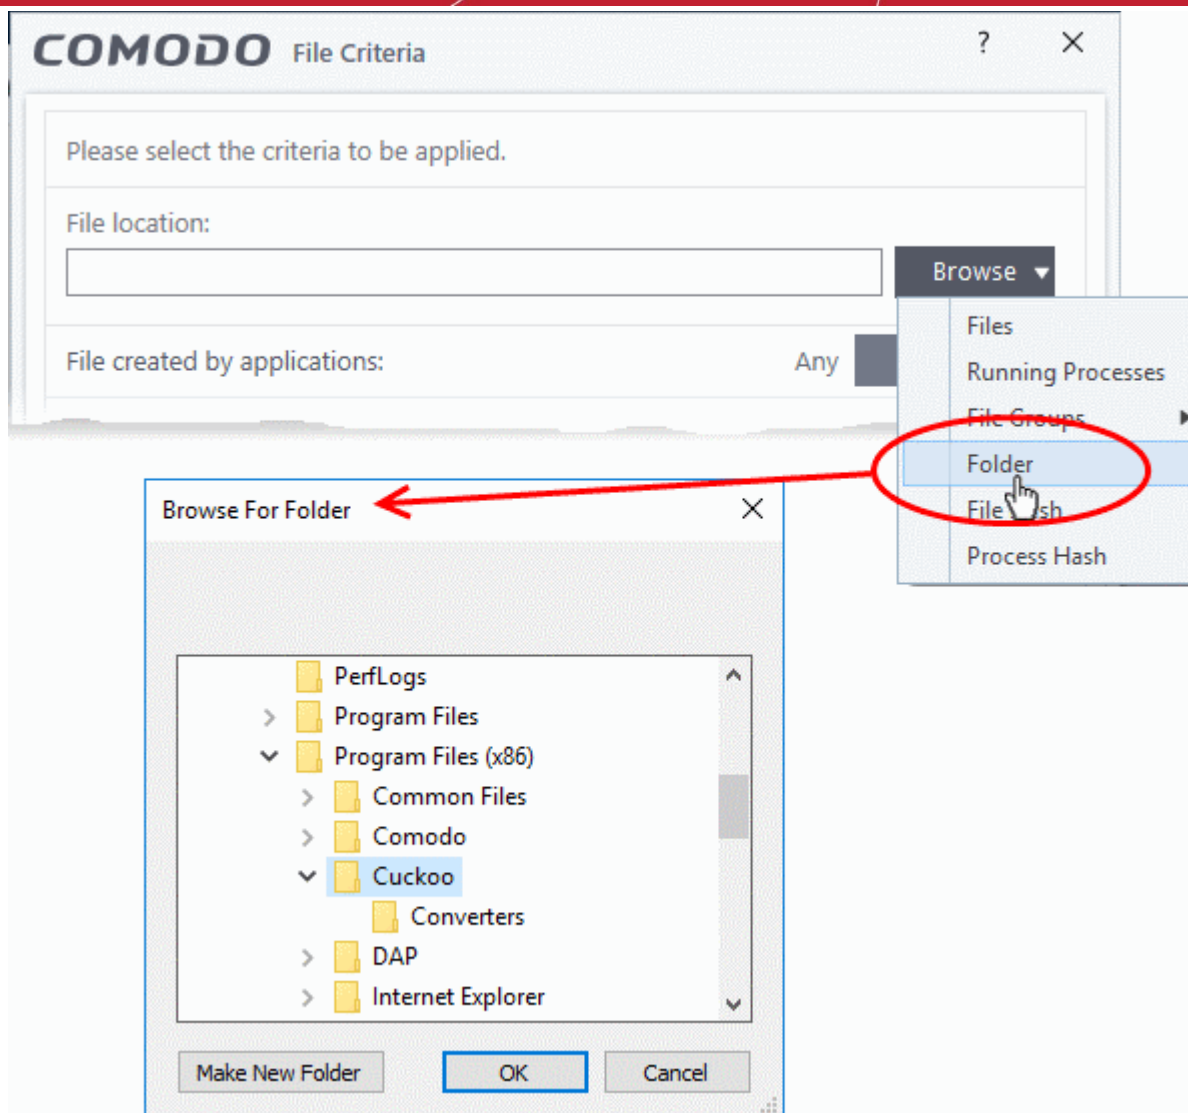 COMODO File Criteria ?
Please select the criteria to be applied.
File location:
Browse
Files
File created by applications: Any
Running Processes
File Groups
Folder
File Hash
Process Hash
Browse For Folder
PerfLogs
Program Files
Program Files (x86)
Common Files
Comodo
Cuckoo
Converters
DAP
Internet Explorer
Make New Folder OK Cancel